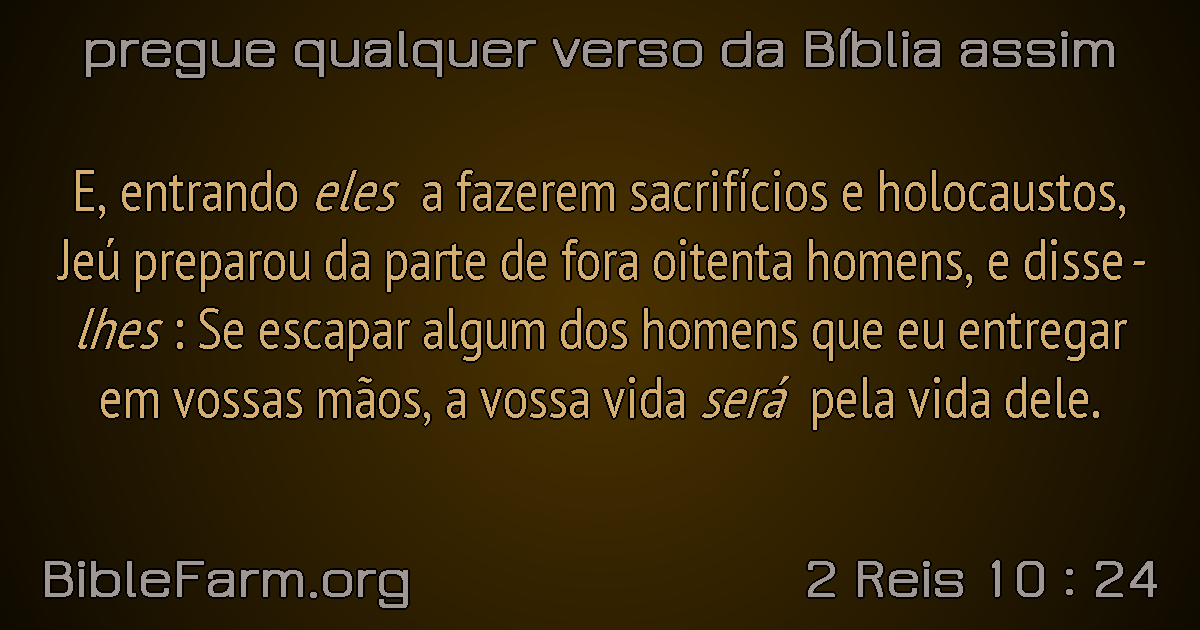 pregue qualquer verso da Bíblia assim
E, entrando eles a fazerem sacrifícios e holocaustos,
Jeú preparou da parte de fora oitenta homens, e disse-
lhes : Se escapar algum dos homens que eu entregar
em vossas mãos, a vossa vida será pela vida dele.
BibleFarm.org
2 Reis 10 : 24